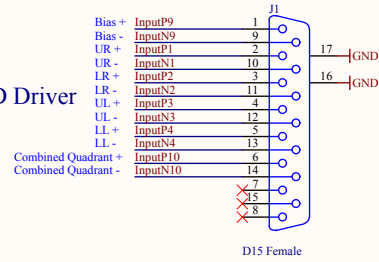 J1
Bias + InputP9 1
Bias - InputN9 9
UR + InputP1 2
17 GND
UR - InputN1 10
LR + InputP2 3
16 GND
LR - InputN2 11
D Driver
UL + InputP3 4
UL - InputN3 12
LL + InputP4 5
LL - InputN4 13
Combined Quadrant + InputP10 6
Combined Quadrant - InputN10 14
7
15
8
D15 Female